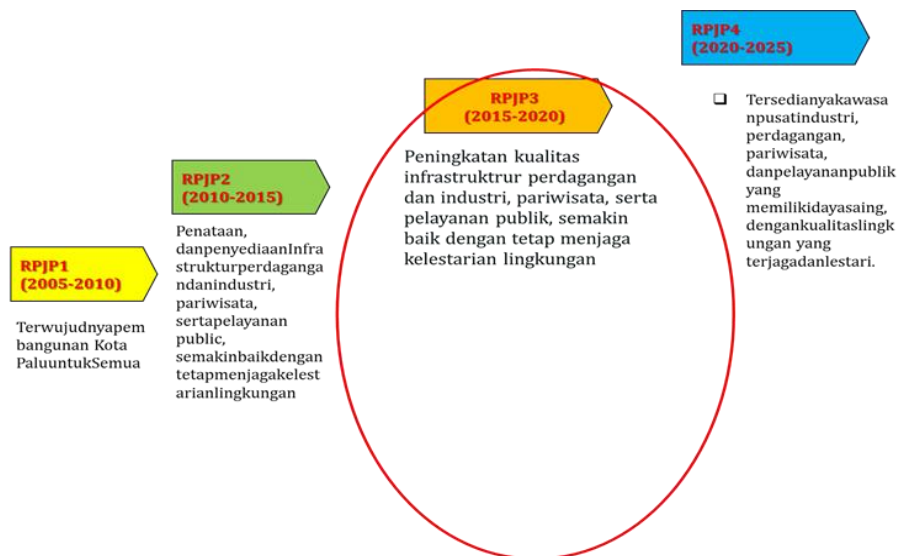 RPJP1
(2005-2010)
Terwujudnyapem
bangunan Kota
PaluuntukSemua
RPJP2
(2010-2015)
Penataan,
danpenyediaanInfra
strukturperdaganga
ndanindustri,
pariwisata,
sertapelayanan
public,
semakinbaikdengan
tetapmenjagakelest
arianlingkungan
RPJP3
(2015-2020)
Peningkatan kualitas
infrastruktrur perdagangan
dan industri, pariwisata, serta
pelayanan publik, semakin
baik dengan tetap menjaga
kelestarian lingkungan
RPJP4
(2020-2025)
Tersedianyakawasa
npusatindustri,
perdagangan,
pariwisata,
danpelayananpublik
yang
memilikidayasaing,
dengankualitaslingk
ungan yang
terjagadanlestari.